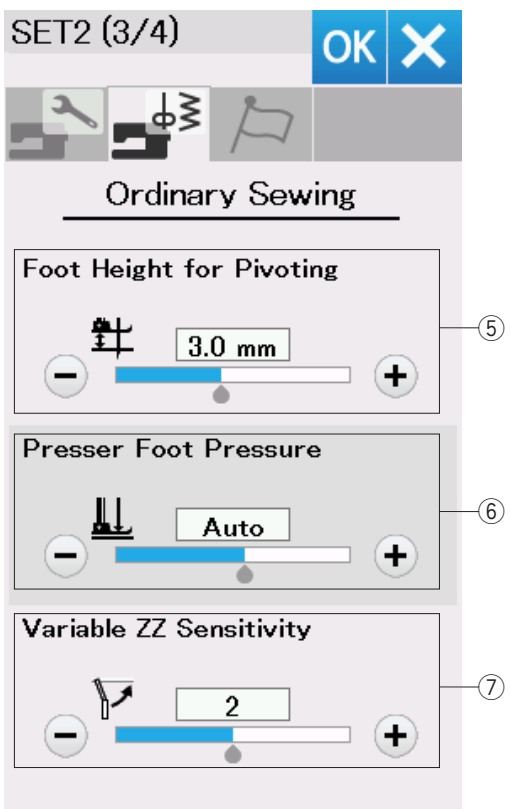 SET2 (3/4)
OK
Ordinary Sewing
Foot Height for Pivoting
3.0 mm
⑤
Presser Foot Pressure
Auto
⑥
Variable ZZ Sensitivity
2
⑦